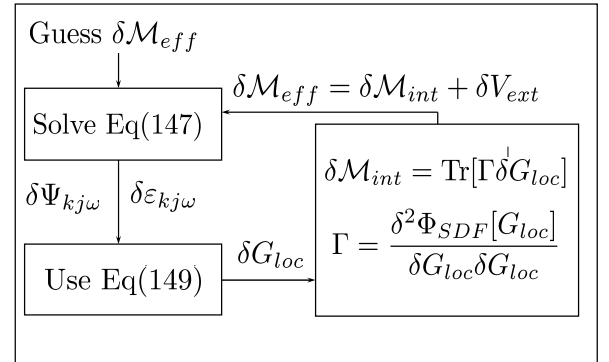 Guess δℳ_{eff}
δℳ_{eff} = δℳ_{int} + δV_{ext}
Solve Eq(147)
δℳ_{int} = Tr[ΓδG_{loc}]
δΨ_{kjω} δε_{kjω}
Γ = \frac{δ²Φ_{SDF}[G_{loc}]}{δG_{loc}δG_{loc}}
δG_{loc}
Use Eq(149)